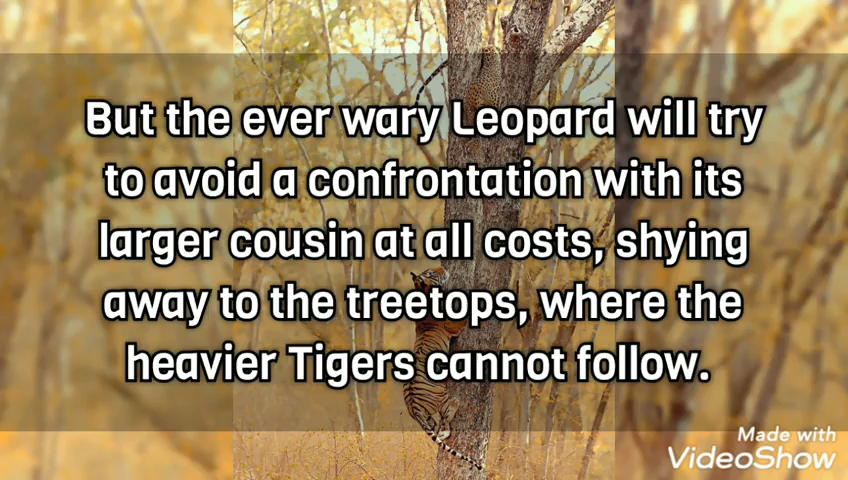 But the ever wary Leopard will try
to avoid a confrontation with its
larger cousin at all costs, shying
away to the treetops, where the
heavier Tigers cannot follow.
Made with
VideoShow